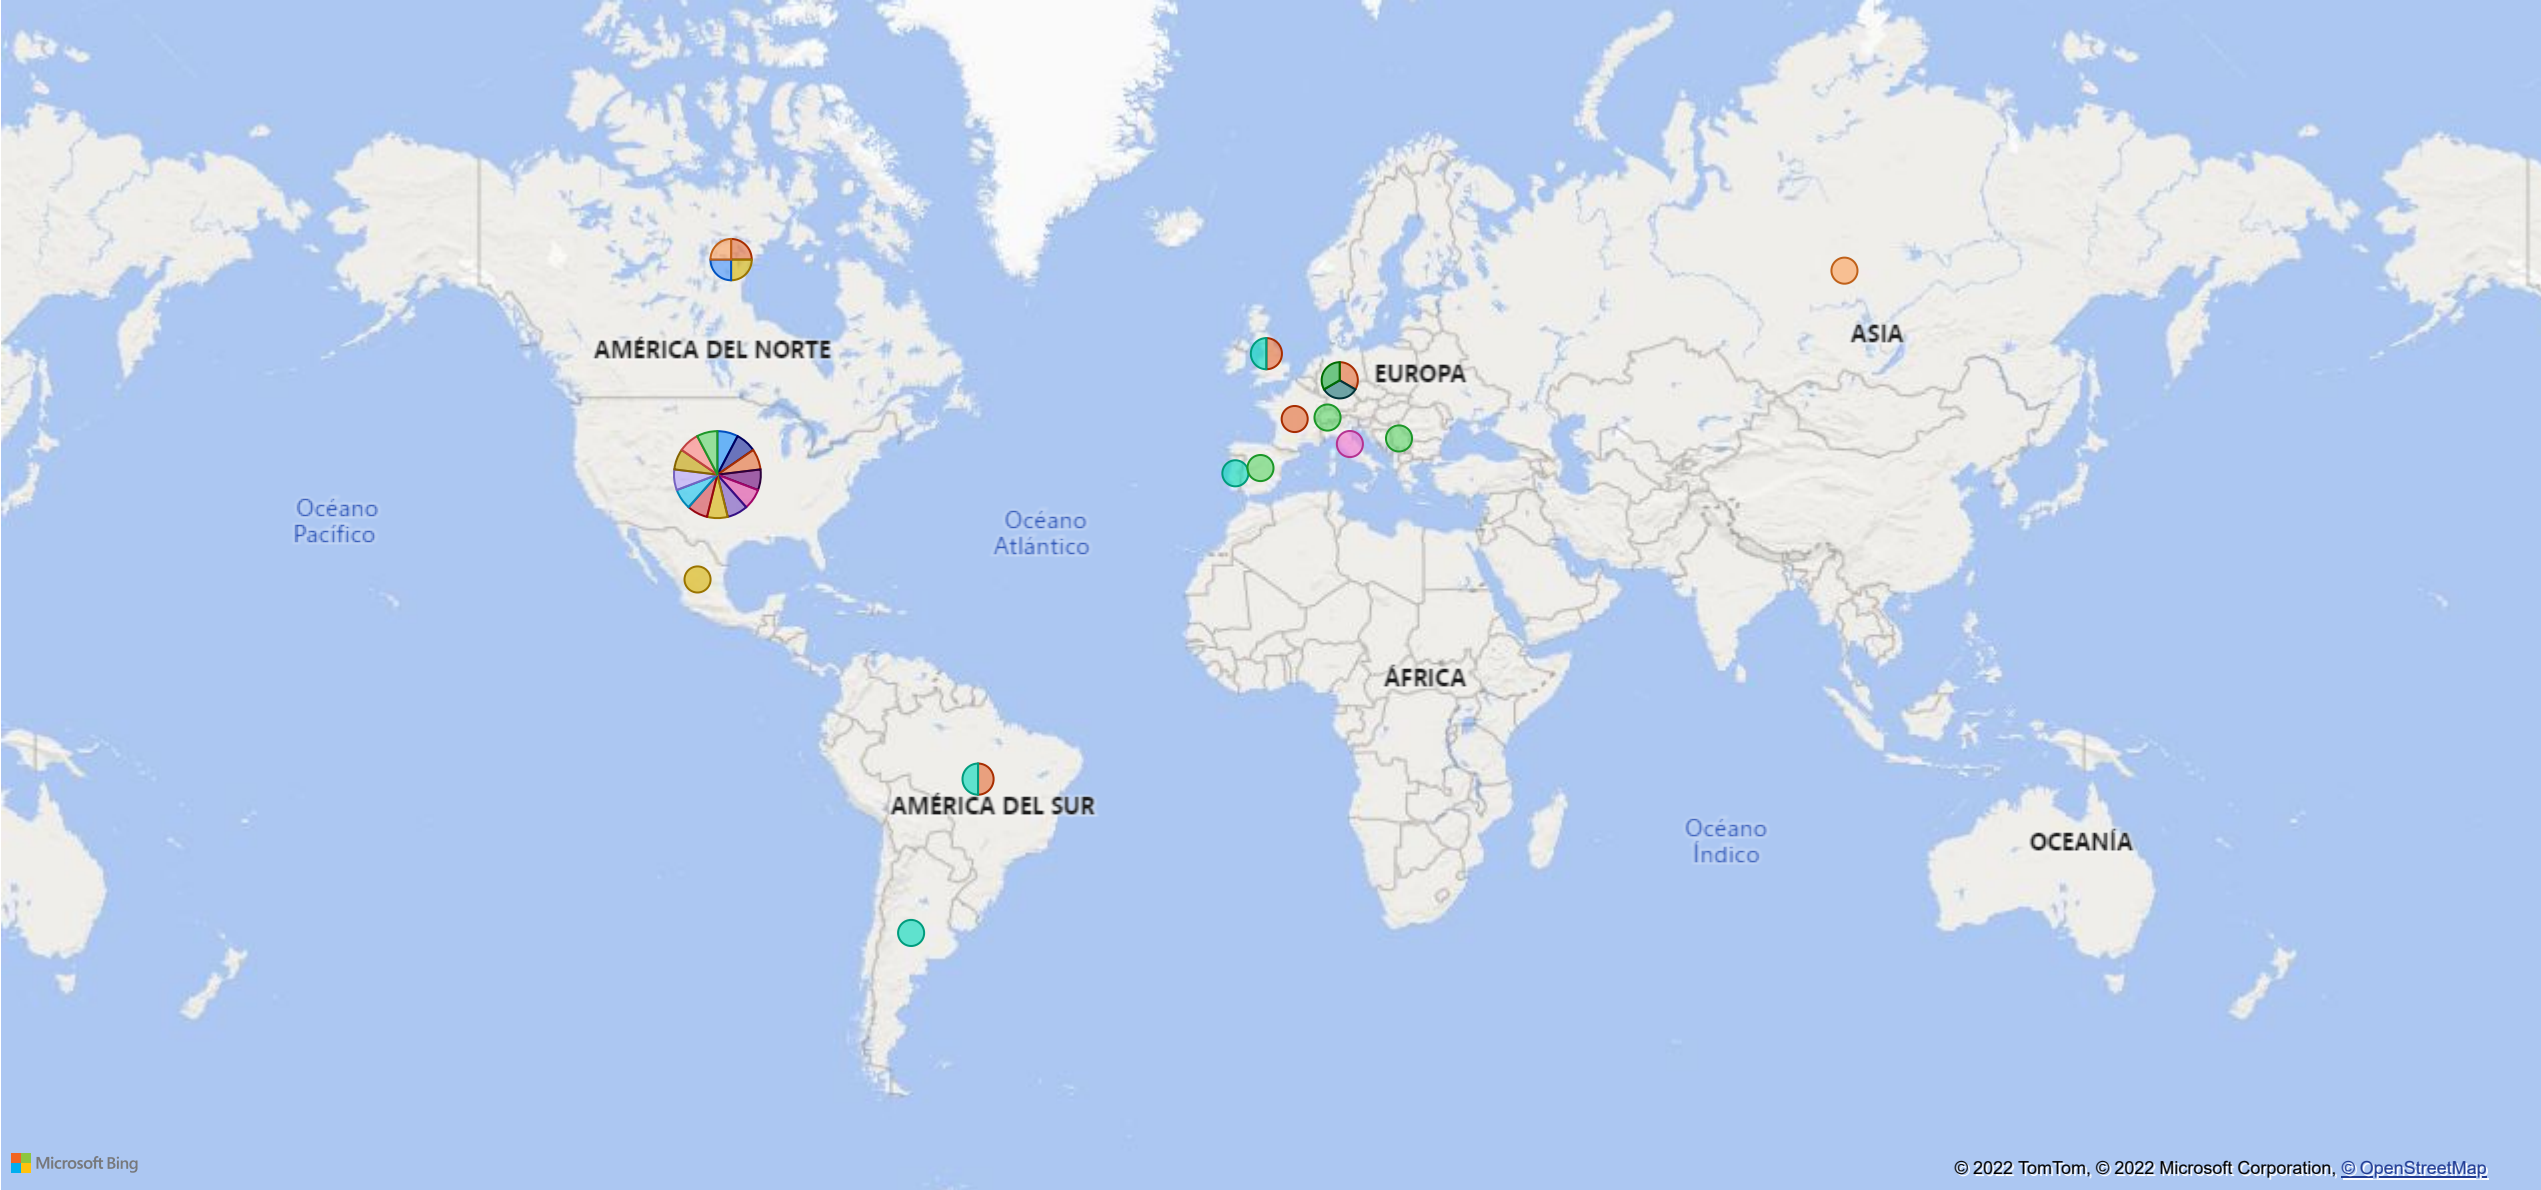 ASIA
AMÉRICA DEL NORTE
EUROPA
Océano
Pacífico
Océano
Atlántico
ÁFRICA
AMÉRICA DEL SUR
Océano
Índico
OCEANÍA
Microsoft Bing
© 2022 TomTom, © 2022 Microsoft Corporation, © OpenStreetMap